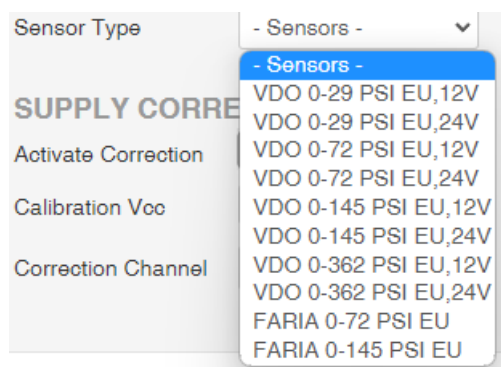 Sensor Type
- Sensors -
- Sensors -
VDO 0-29 PSI EU,12V
VDO 0-29 PSI EU,24V
SUPPLY CORRE
VDO 0-72 PSI EU,12V
Activate Correction
VDO 0-72 PSI EU,24V
VDO 0-145 PSI EU,12V
Calibration Vcc
VDO 0-145 PSI EU,24V
VDO 0-362 PSI EU,12V
Correction Channel
VDO 0-362 PSI EU,24V
FARIA 0-72 PSI EU
FARIA 0-145 PSI EU